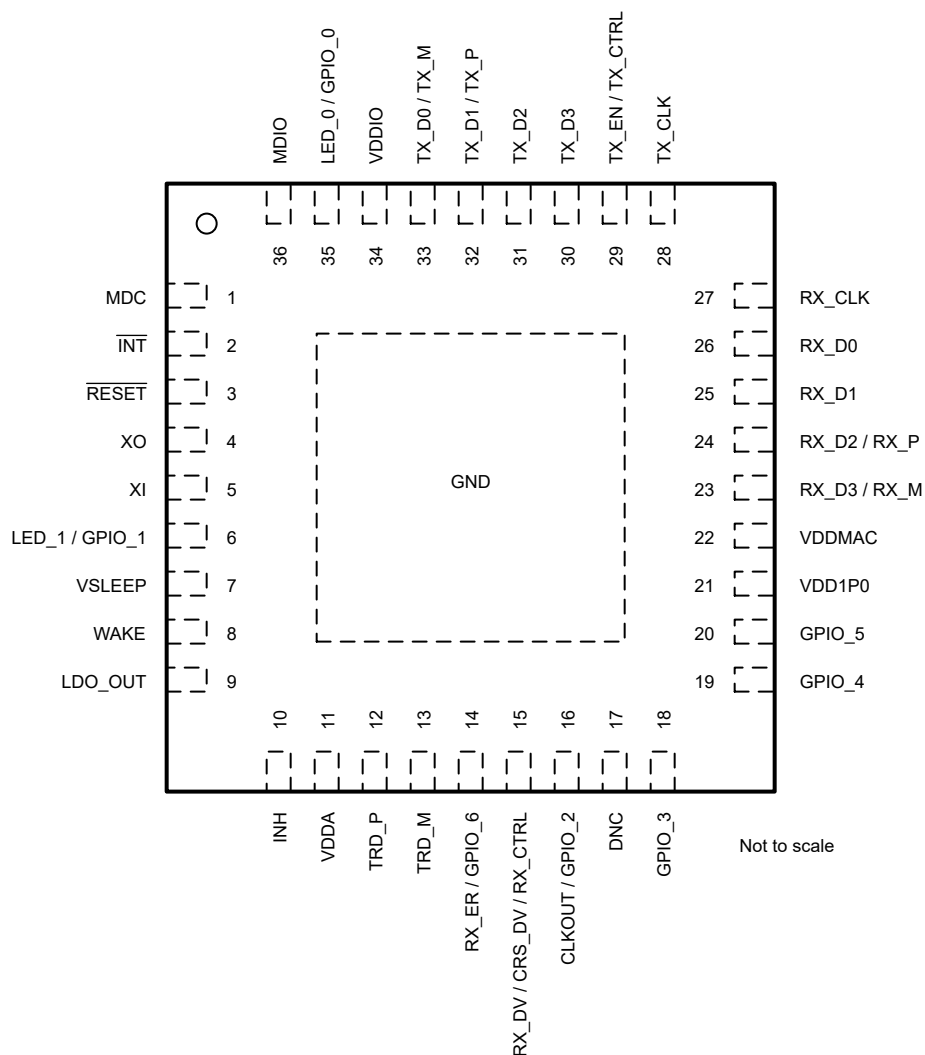 MDIO
LED_0 / GPIO_0
VDDIO
TX_D0 / TX_M
TX_D1 / TX_P
TX_D2
TX_D3
TX_EN / TX_CTRL
TX_CLK
36
35
34
33
32
31
30
29
28
MDC 1
INT 2
RESET 3
XO 4
XI 5
LED_1 / GPIO_1 6
VSLEEP 7
WAKE 8
LDO_OUT 9
GND
27 RX_CLK
26 RX_D0
25 RX_D1
24 RX_D2 / RX_P
23 RX_D3 / RX_M
22 VDDMAC
21 VDD1P0
20 GPIO_5
19 GPIO_4
10
11
12
13
14
15
16
17
18
INH
VDDA
TRD_P
TRD_M
RX_ER / GPIO_6
RX_DV / CRS_DV / RX_CTRL
CLKOUT / GPIO_2
DNC
GPIO_3
Not to scale